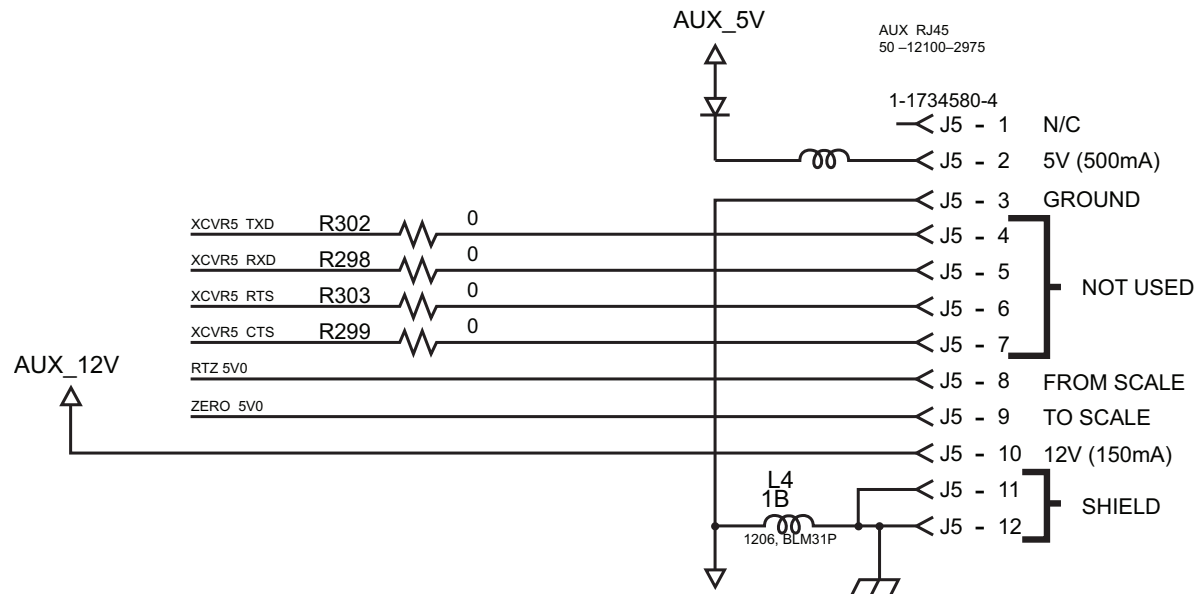 AUX_5V
AUX RJ45
50 –12100–2975
1-1734580-4
J5 - 1 N/C
J5 - 2 5V (500mA)
J5 - 3 GROUND
XCVR5 TXD R302 0 J5 - 4
XCVR5 RXD R298 0 J5 - 5
XCVR5 RTS R303 0 J5 - 6
NOT USED
XCVR5 CTS R299 0 J5 - 7
AUX_12V
RTZ 5V0 J5 - 8 FROM SCALE
ZERO 5V0 J5 - 9 TO SCALE
J5 - 10 12V (150mA)
L4
1B
J5 - 11
SHIELD
J5 - 12
1206, BLM31P